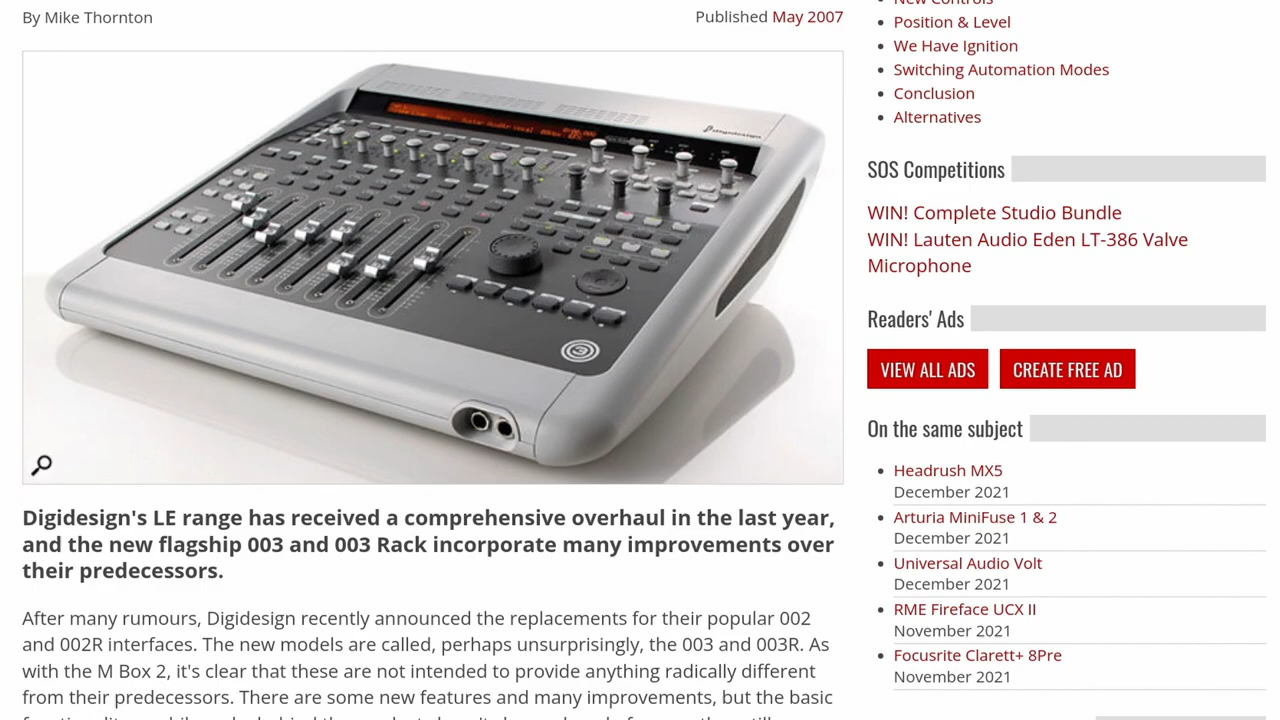 By Mike Thornton
Published May 2007
digidesign
Digidesign's LE range has received a comprehensive overhaul in the last year,
and the new flagship 003 and 003 Rack incorporate many improvements over
their predecessors.
After many rumours, Digidesign recently announced the replacements for their popular 002
and 002R interfaces. The new models are called, perhaps unsurprisingly, the 003 and 003R. As
with the M Box 2, it's clear that these are not intended to provide anything radically different
from their predecessors. There are some new features and many improvements, but the basic
New Controls
Position & Level
We Have Ignition
Switching Automation Modes
Conclusion
Alternatives
SOS Competitions
WIN! Complete Studio Bundle
WIN! Lauten Audio Eden LT-386 Valve
Microphone
Readers' Ads
VIEW ALL ADS
CREATE FREE AD
On the same subject
Headrush MX5
December 2021
Arturia MiniFuse 1 & 2
December 2021
Universal Audio Volt
December 2021
RME Fireface UCX II
November 2021
Focusrite Clarett+ 8Pre
November 2021